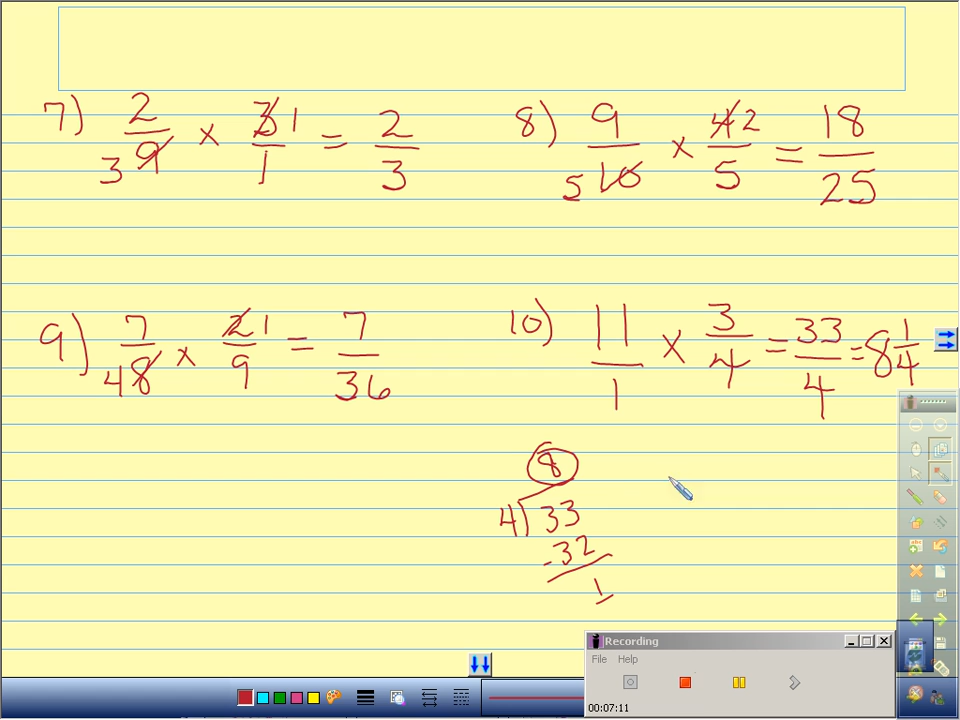 7) 2/3 9 × 3 1/1 = 2/3
8) 9/5 10 × 4 2/5 = 18/25
9) 7/4 8 × 2 1/9 = 7/36
10) 11/1 × 3/4 = 33/4 = 8 1/4
8
4) 33
-32
1
Recording
File Help
00:07:11